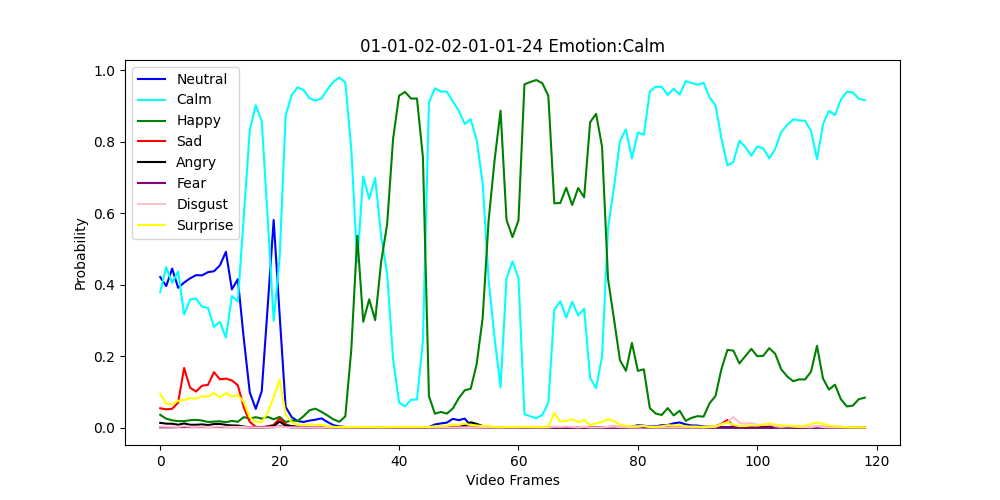 01-01-02-02-01-01-24 Emotion:Calm
1.0
0.8
0.6
0.4
0.2
0.0
Probability
Neutral
Calm
Happy
Sad
Angry
Fear
Disgust
Surprise
0 20 40 60 80 100 120
Video Frames